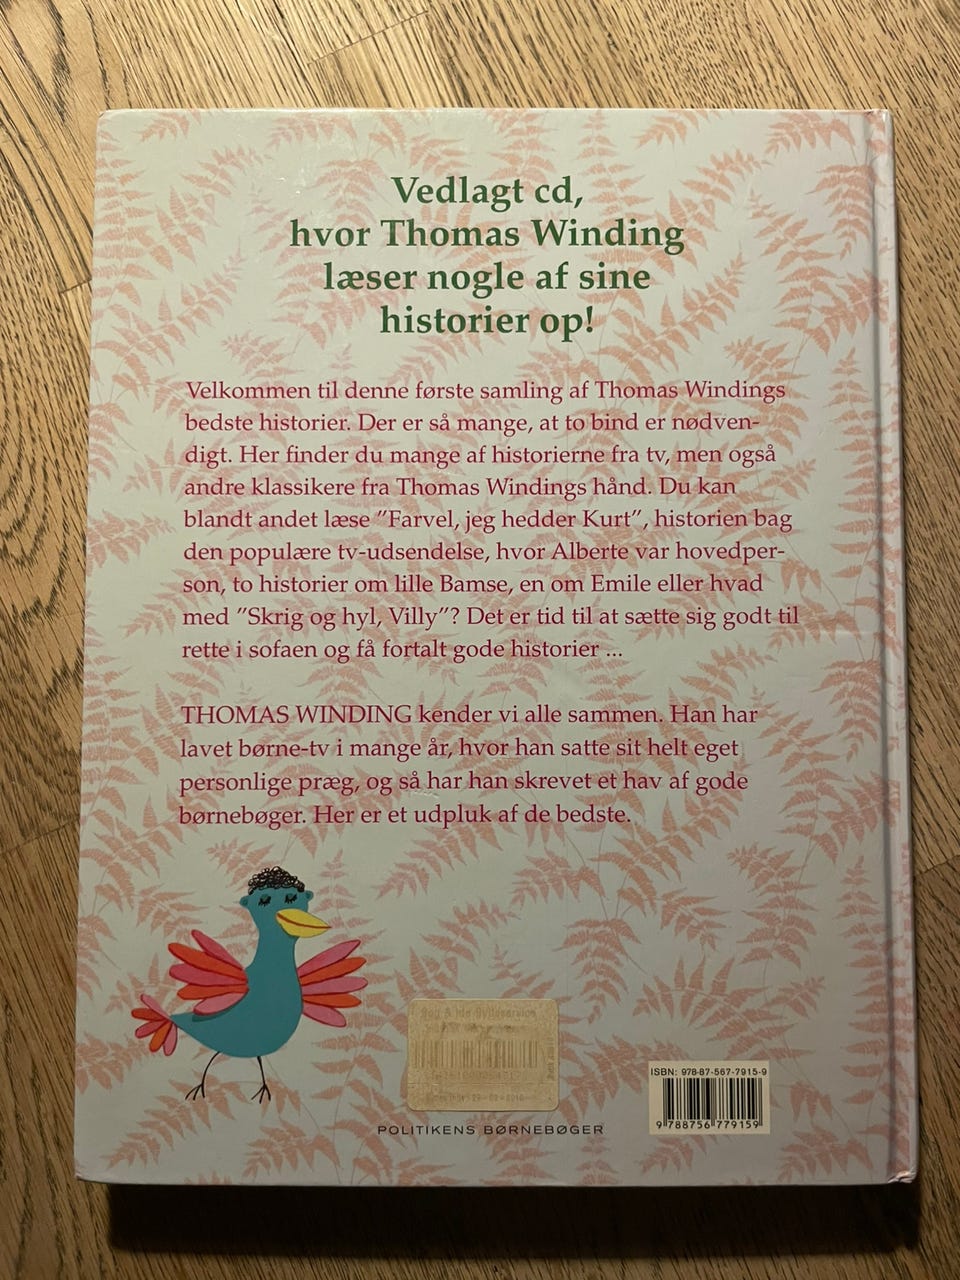 Vedlagt cd,
hvor Thomas Winding
læser nogle af sine
historier op!
Velkommen til denne første samling af Thomas Windings
bedste historier. Der er så mange, at to bind er nødven-
digt. Her finder du mange af historierne fra tv, men også
andre klassikere fra Thomas Windings hånd. Du kan
blandt andet læse ”Farvel, jeg hedder Kurt”, historien bag
den populære tv-udsendelse, hvor Alberte var hovedper-
son, to historier om lille Bamse, en om Emile eller hvad
med ”Skrig og hyl, Villy”? Det er tid til at sætte sig godt til
rette i sofaen og få fortalt gode historier ...
THOMAS WINDING kender vi alle sammen. Han har
lavet børne-tv i mange år, hvor han satte sit helt eget
personlige præg, og så har han skrevet et hav af gode
børnebøger. Her er et udpluk af de bedste.
Bog & Ide
POLITIKENS BØRNEBØGER
ISBN: 978-87-567-7915-9
9 788756 779159